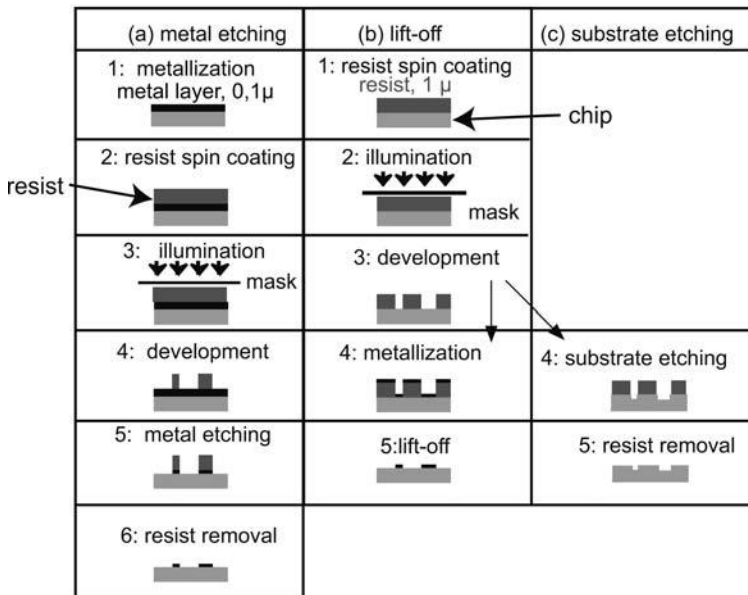 (a) metal etching
(b) lift-off
(c) substrate etching
1: metallization
metal layer, 0,1µ
1: resist spin coating
resist, 1 µ
chip
2: resist spin coating
resist
2: illumination
mask
3: illumination
mask
3: development
4: development
4: metallization
4: substrate etching
5: metal etching
5:lift-off
5: resist removal
6: resist removal